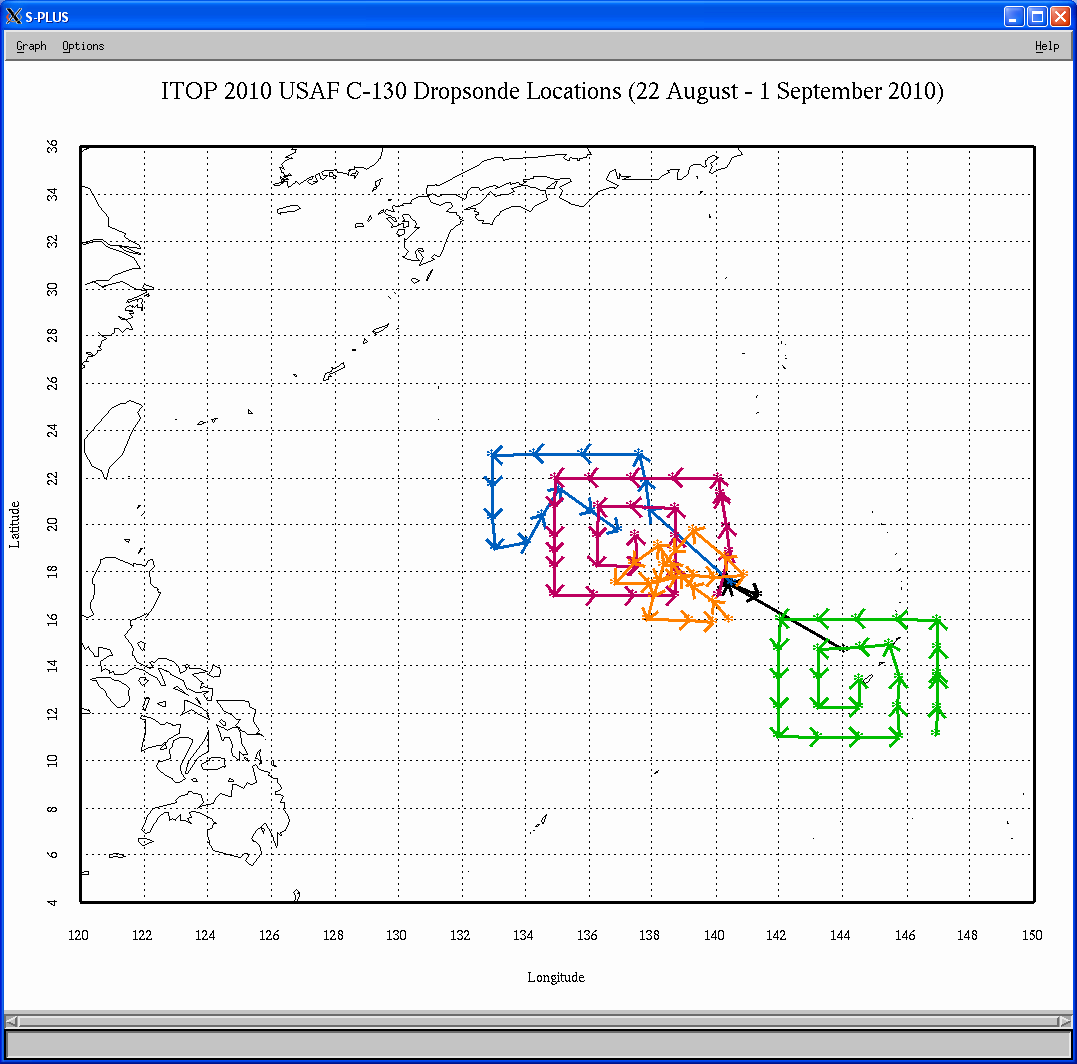 S-PLUS
Graph Options Help
ITOP 2010 USAF C-130 Dropsonde Locations (22 August - 1 September 2010)
36
34
32
30
28
26
24
22
20
18
16
14
12
10
8
6
4
Latitude
120 122 124 126 128 130 132 134 136 138 140 142 144 146 148 150
Longitude